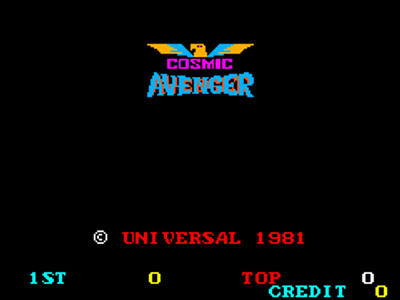 COSMIC
AVENGER
© UNIVERSAL 1981
1ST 0 TOP 0
CREDIT 0